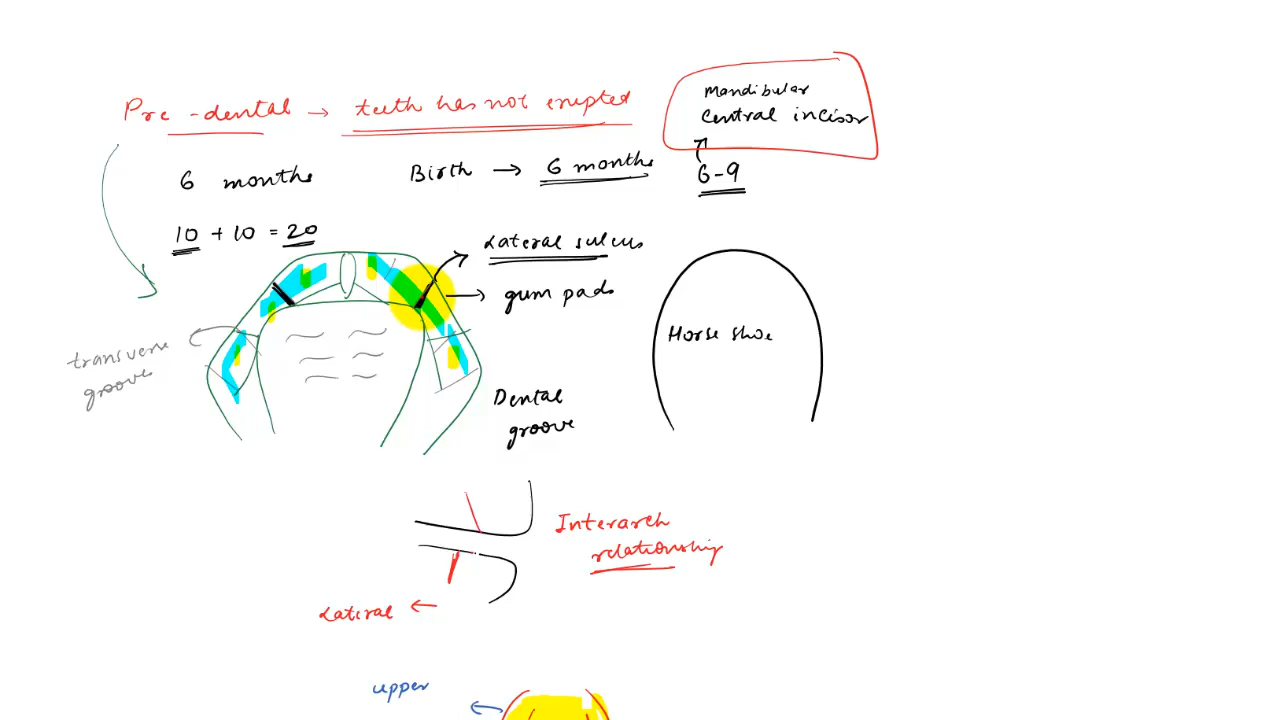 Pre-dental → teeth has not erupted
mandibular
central incisor
6 months
Birth → 6 months
6-9
10 + 10 = 20
Lateral sulcus
gum pads
Horse shoe
transverse
groove
Dental
groove
Interarch
relationship
Lateral ←
upper